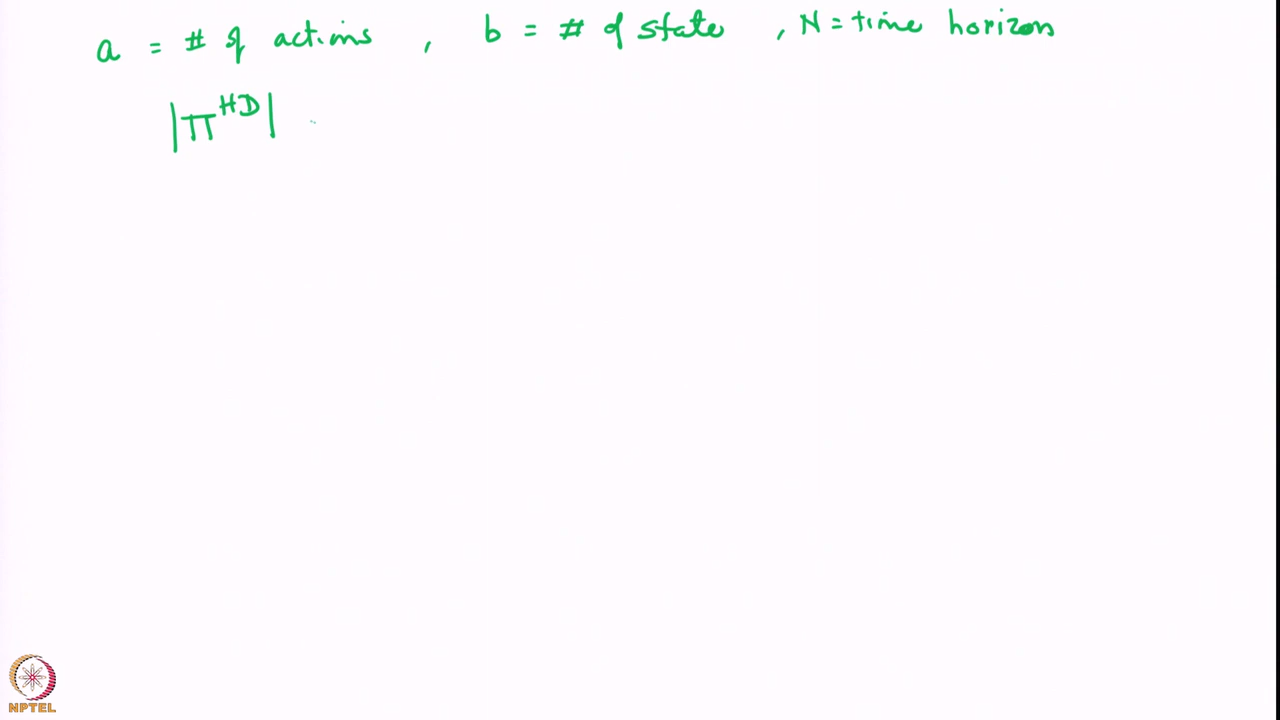 a = # of actions , b = # of state , N = time horizon
|Π^HD|
NPTEL